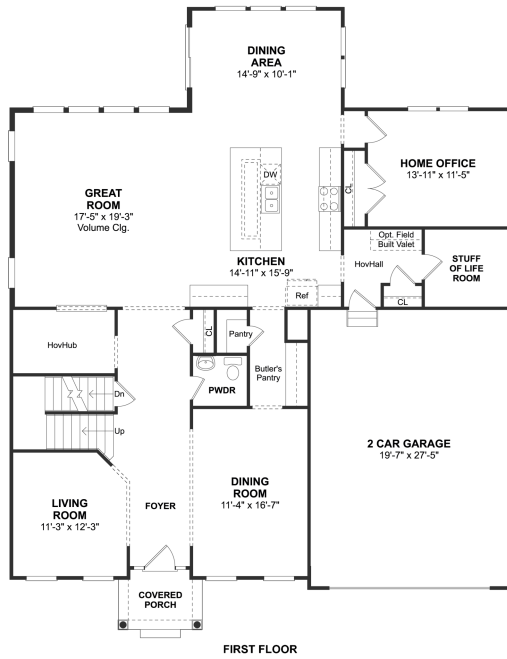 DINING
AREA
14'-9" x 10'-1"
HOME OFFICE
13'-11" x 11'-5"
CL
DW
GREAT
ROOM
17'-5" x 19'-3"
Volume Clg.
KITCHEN
14'-11" x 15'-9"
Opt. Field
Built Valet
HovHall
STUFF
OF LIFE
ROOM
CL
Ref
HovHub
CL
Pantry
Butler's
Pantry
PWDR
Dn
Up
2 CAR GARAGE
19'-7" x 27'-5"
LIVING
ROOM
11'-3" x 12'-3"
FOYER
DINING
ROOM
11'-4" x 16'-7"
COVERED
PORCH
FIRST FLOOR